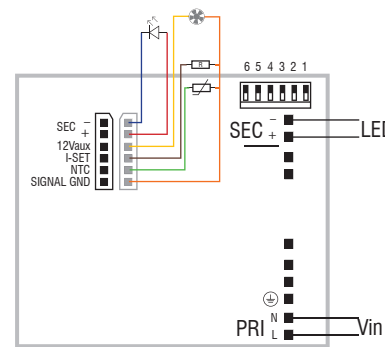 R
6 5 4 3 2 1
SEC -
+
12Vaux
I-SET
NTC
SIGNAL GND
SEC -
+
LED
PRI N
L
Vin